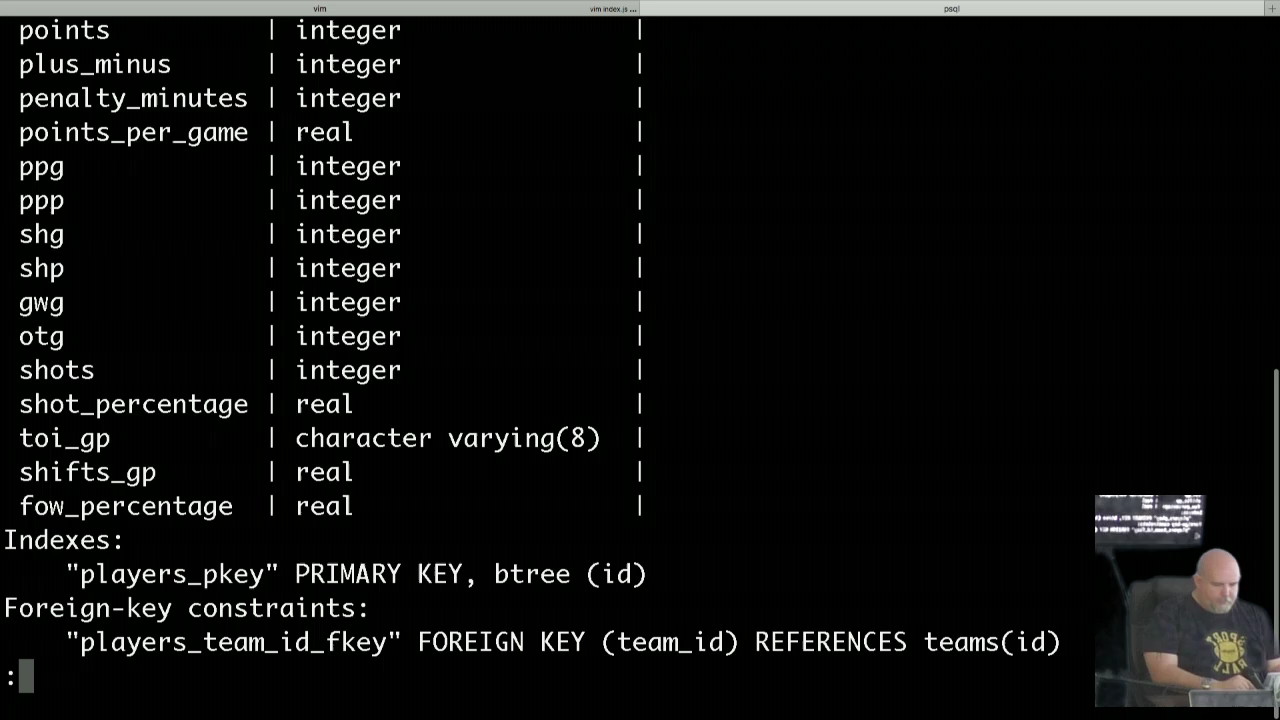 vim
vim index.js ...
psql
+
points | integer |
plus_minus | integer |
penalty_minutes | integer |
points_per_game | real |
ppg | integer |
ppp | integer |
shg | integer |
shp | integer |
gwg | integer |
otg | integer |
shots | integer |
shot_percentage | real |
toi_gp | character varying(8) |
shifts_gp | real |
fow_percentage | real |
Indexes:
"players_pkey" PRIMARY KEY, btree (id)
Foreign-key constraints:
"players_team_id_fkey" FOREIGN KEY (team_id) REFERENCES teams(id)
: